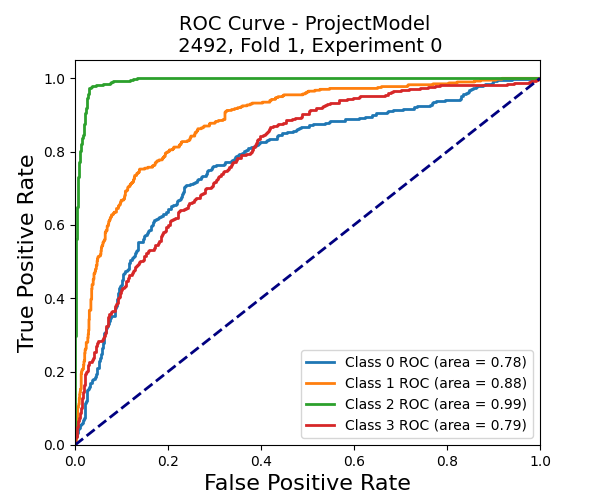 ROC Curve - ProjectModel
2492, Fold 1, Experiment 0
True Positive Rate
1.0
0.8
0.6
0.4
0.2
0.0
Class 0 ROC (area = 0.78)
Class 1 ROC (area = 0.88)
Class 2 ROC (area = 0.99)
Class 3 ROC (area = 0.79)
0.0 0.2 0.4 0.6 0.8 1.0
False Positive Rate